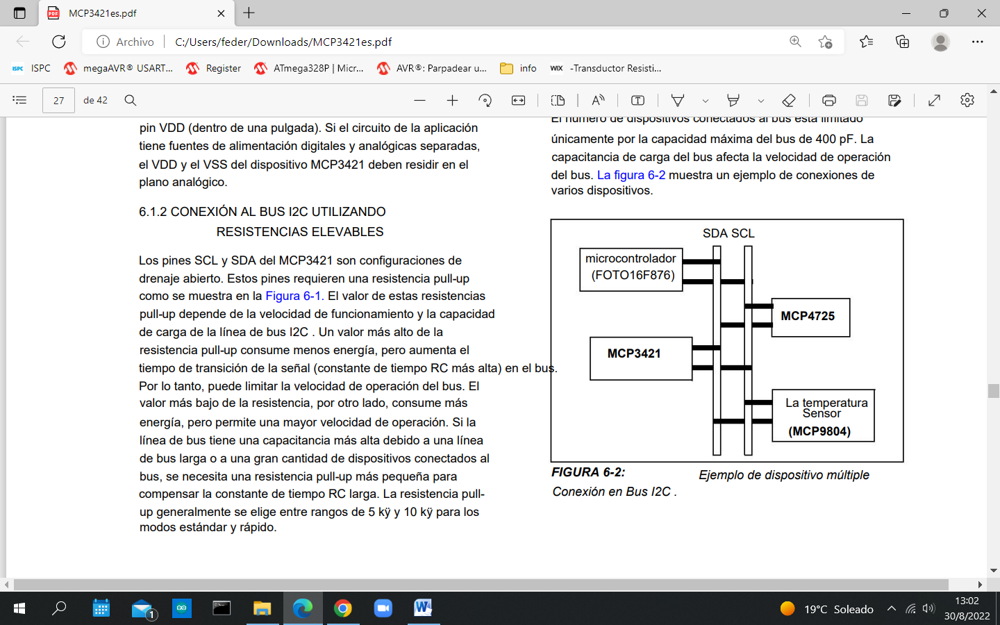 MCP3421es.pdf
Archivo
C:/Users/feder/Downloads/MCP3421es.pdf
ISPC
ISPC
megaAVR® USART...
Register
ATmega328P | Micr...
AVR®: Parpadear u...
info
WIX
-Transductor Resisti...
27
de 42
pin VDD (dentro de una pulgada). Si el circuito de la aplicación
tiene fuentes de alimentación digitales y analógicas separadas,
el VDD y el VSS del dispositivo MCP3421 deben residir en el
plano analógico.
6.1.2 CONEXIÓN AL BUS I2C UTILIZANDO
RESISTENCIAS ELEVABLES
Los pines SCL y SDA del MCP3421 son configuraciones de
drenaje abierto. Estos pines requieren una resistencia pull-up
como se muestra en la Figura 6-1. El valor de estas resistencias
pull-up depende de la velocidad de funcionamiento y la capacidad
de carga de la línea de bus I2C . Un valor más alto de la
resistencia pull-up consume menos energía, pero aumenta el
tiempo de transición de la señal (constante de tiempo RC más alta) en el bus.
Por lo tanto, puede limitar la velocidad de operación del bus. El
valor más bajo de la resistencia, por otro lado, consume más
energía, pero permite una mayor velocidad de operación. Si la
línea de bus tiene una capacitancia más alta debido a una línea
de bus larga o a una gran cantidad de dispositivos conectados al
bus, se necesita una resistencia pull-up más pequeña para
compensar la constante de tiempo RC larga. La resistencia pull-
up generalmente se elige entre rangos de 5 kÿ y 10 kÿ para los
modos estándar y rápido.
El número de dispositivos conectados al bus está limitado
únicamente por la capacidad máxima del bus de 400 pF. La
capacitancia de carga del bus afecta la velocidad de operación
del bus. La figura 6-2 muestra un ejemplo de conexiones de
varios dispositivos.
SDA SCL
microcontrolador
(FOTO16F876)
MCP4725
MCP3421
La temperatura
Sensor
(MCP9804)
FIGURA 6-2:
Ejemplo de dispositivo múltiple
Conexión en Bus I2C .
1
19°C Soleado
13:02
30/8/2022